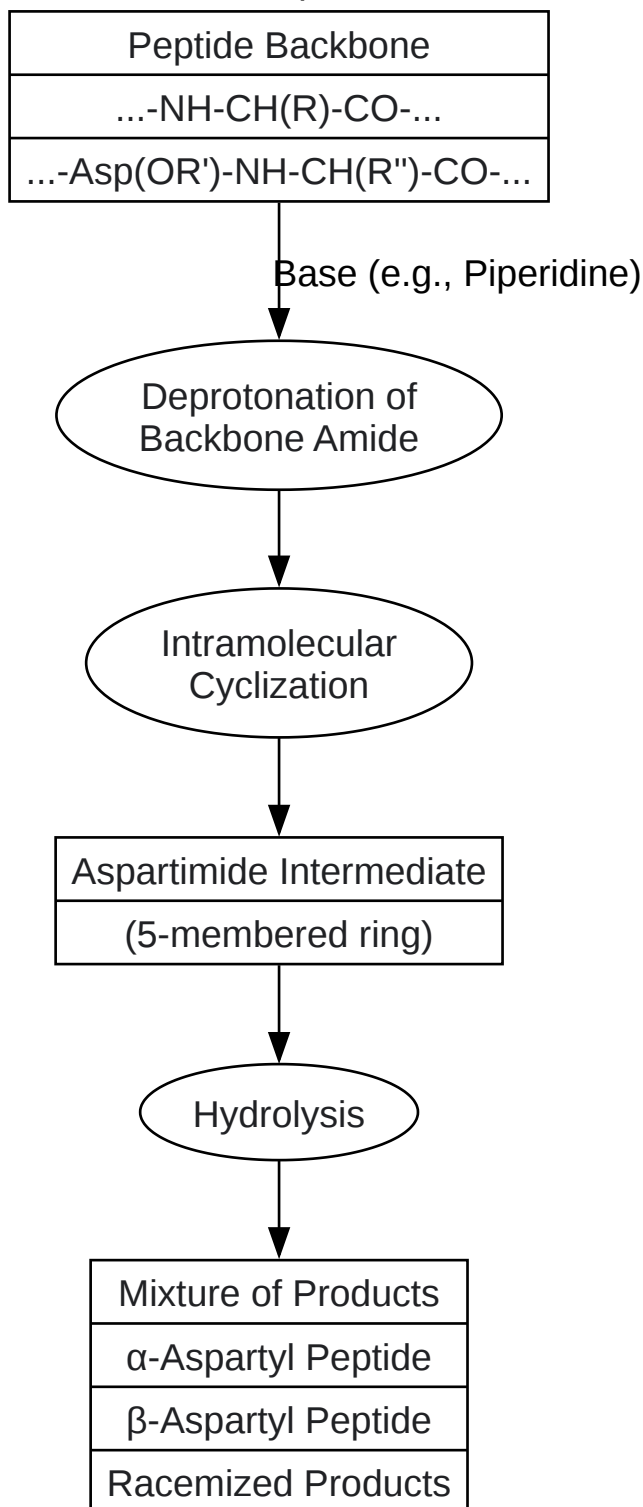 Peptide Backbone
...-NH-CH(R)-CO-...
...-Asp(OR')-NH-CH(R'')-CO-...
Base (e.g., Piperidine)
Deprotonation of
Backbone Amide
Intramolecular
Cyclization
Aspartimide Intermediate
(5-membered ring)
Hydrolysis
Mixture of Products
α-Aspartyl Peptide
β-Aspartyl Peptide
Racemized Products